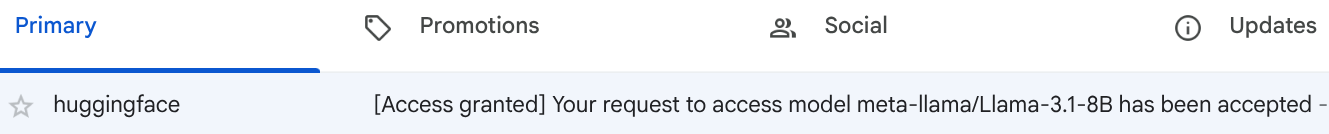 Primary Promotions Social Updates
huggingface [Access granted] Your request to access model meta-llama/Llama-3.1-8B has been accepted -